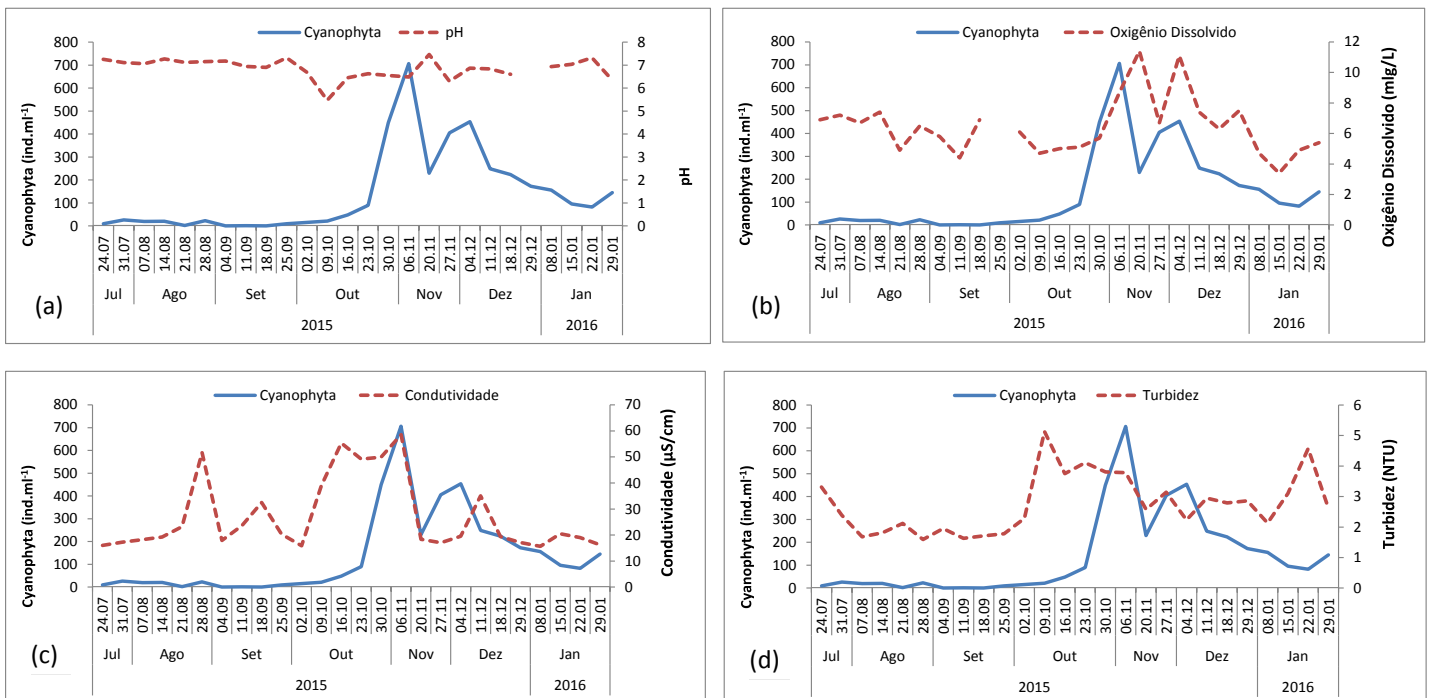 Cyanophyta pH
800 8
700 7
600 6
500 5
400 4
300 3
200 2
100 1
0 0
Cyanophyta (ind.ml-1)
pH
24.07 31.07 07.08 14.08 21.08 28.08 04.09 11.09 18.09 25.09 02.10 09.10 16.10 23.10 30.10 06.11 20.11 27.11 04.12 11.12 18.12 29.12 08.01 15.01 22.01 29.01
Jul Ago Set Out Nov Dez Jan
2015 2016
(a)
Cyanophyta Oxigênio Dissolvido
800 12
700 10
600 8
500 6
400 4
300 2
200 0
100
0
Cyanophyta (ind.ml-1)
Oxigênio Dissolvido (mlg/L)
24.07 31.07 07.08 14.08 21.08 28.08 04.09 11.09 18.09 25.09 02.10 09.10 16.10 23.10 30.10 06.11 20.11 27.11 04.12 11.12 18.12 29.12 08.01 15.01 22.01 29.01
Jul Ago Set Out Nov Dez Jan
2015 2016
(b)
Cyanophyta Condutividade
800 70
700 60
600 50
500 40
400 30
300 20
200 10
100 0
0
Cyanophyta (ind.ml-1)
Condutividade (µS/cm)
24.07 31.07 07.08 14.08 21.08 28.08 04.09 11.09 18.09 25.09 02.10 09.10 16.10 23.10 30.10 06.11 20.11 27.11 04.12 11.12 18.12 29.12 08.01 15.01 22.01 29.01
Jul Ago Set Out Nov Dez Jan
2015 2016
(c)
Cyanophyta Turbidez
800 6
700 5
600 4
500 3
400 2
300 1
200 0
100
0
Cyanophyta (ind.ml-1)
Turbidez (NTU)
24.07 31.07 07.08 14.08 21.08 28.08 04.09 11.09 18.09 25.09 02.10 09.10 16.10 23.10 30.10 06.11 20.11 27.11 04.12 11.12 18.12 29.12 08.01 15.01 22.01 29.01
Jul Ago Set Out Nov Dez Jan
2015 2016
(d)